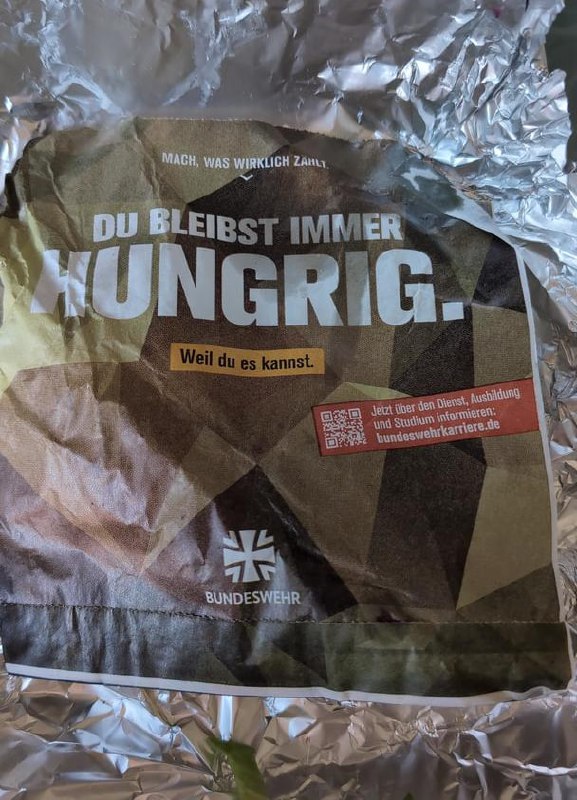 MACH, WAS WIRKLICH ZÄHLT.
DU BLEIBST IMMER
HUNGRIG.
Weil du es kannst.
Jetzt über den Dienst, Ausbildung
und Studium informieren:
bundeswehrkarriere.de
BUNDESWEHR